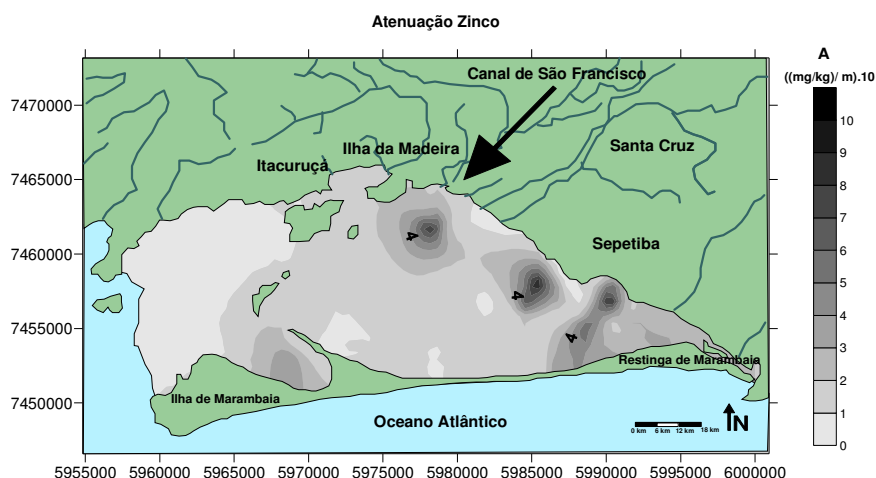 Atenuação Zinco
A
((mg/kg)/ m).10
Canal de São Francisco
7470000
Ilha da Madeira
Santa Cruz
Itacuruçá
7465000
Sepetiba
7460000
7455000
7450000
4
4
4
Restinga de Marambaia
Ilha de Marambaia
Oceano Atlântico
N
0 km 6 km 12 km 18 km
10
9
8
7
6
5
4
3
2
1
0
5955000 5960000 5965000 5970000 5975000 5980000 5985000 5990000 5995000 6000000